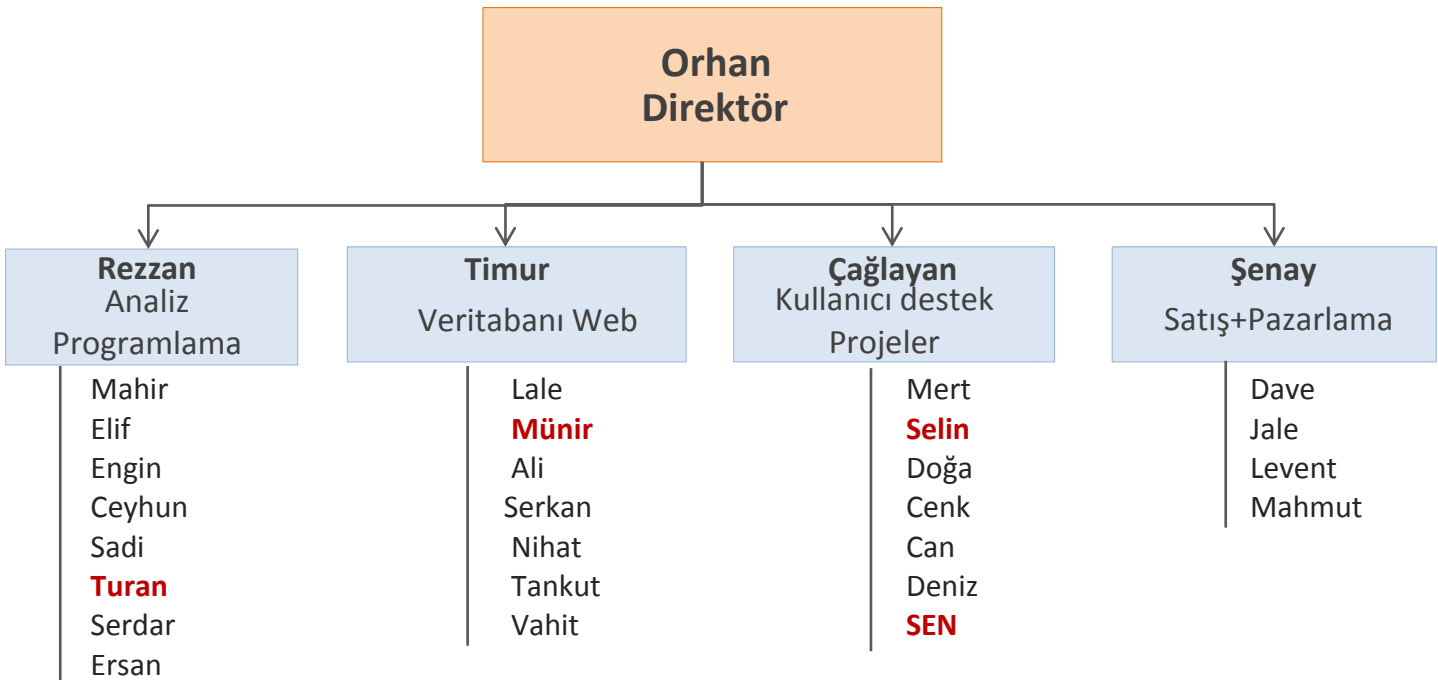 Orhan
Direktör
Rezzan
Analiz
Programlama
Mahir
Elif
Engin
Ceyhun
Sadi
Turan
Serdar
Ersan
Timur
Veritabanı Web
Lale
Münir
Ali
Serkan
Nihat
Tankut
Vahit
Çağlayan
Kullanıcı destek
Projeler
Mert
Selin
Doğa
Cenk
Can
Deniz
SEN
Şenay
Satış+Pazarlama
Dave
Jale
Levent
Mahmut